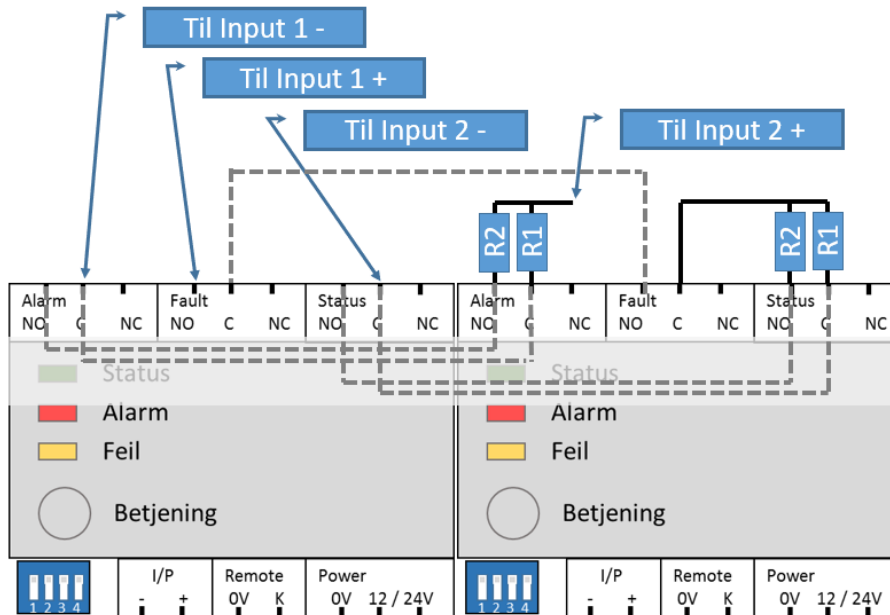 Til Input 1 -
Til Input 1 +
Til Input 2 -
Til Input 2 +
R2
R1
R2
R1
Alarm
NO C NC
Fault
NO C NC
Status
NO C NC
Alarm
NO C NC
Fault
NO C NC
Status
NO C NC
Status
Alarm
Feil
Betjening
Status
Alarm
Feil
Betjening
1 2 3 4
I/P
- +
Remote
0V K
Power
0V 12 / 24V
1 2 3 4
I/P
- +
Remote
0V K
Power
0V 12 / 24V